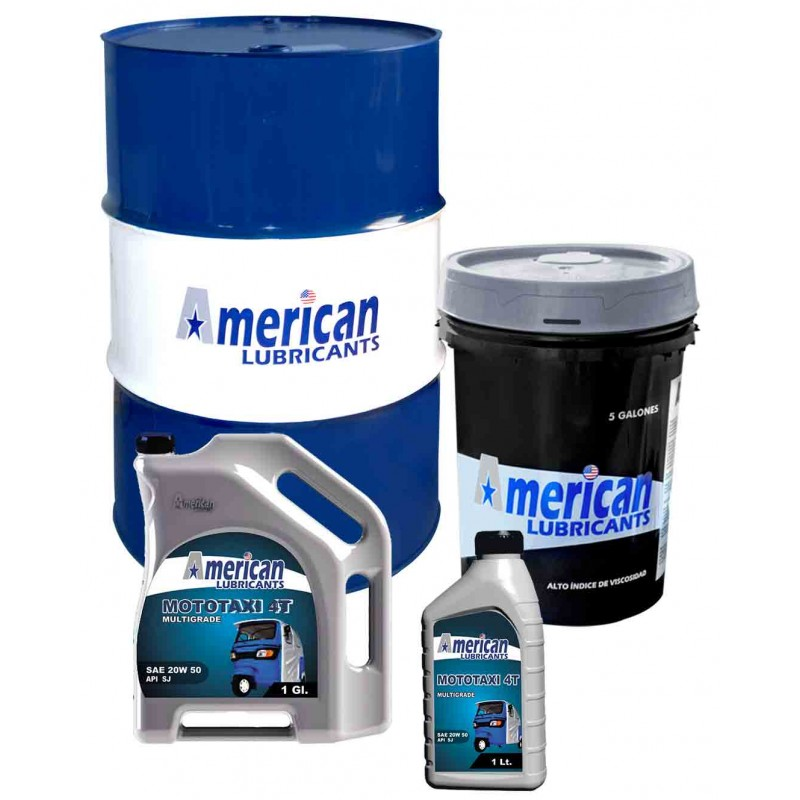 American
LUBRICANTS
5 GALONES
American
LUBRICANTS
ALTO ÍNDICE DE VISCOSIDAD
American
American
LUBRICANTS
MOTOTAXI 4T
MULTIGRADE
SAE 20W 50
API SJ
1 Gl.
American
LUBRICANTS
MOTOTAXI 4T
MULTIGRADE
SAE 20W 50
API SJ
1 Lt.